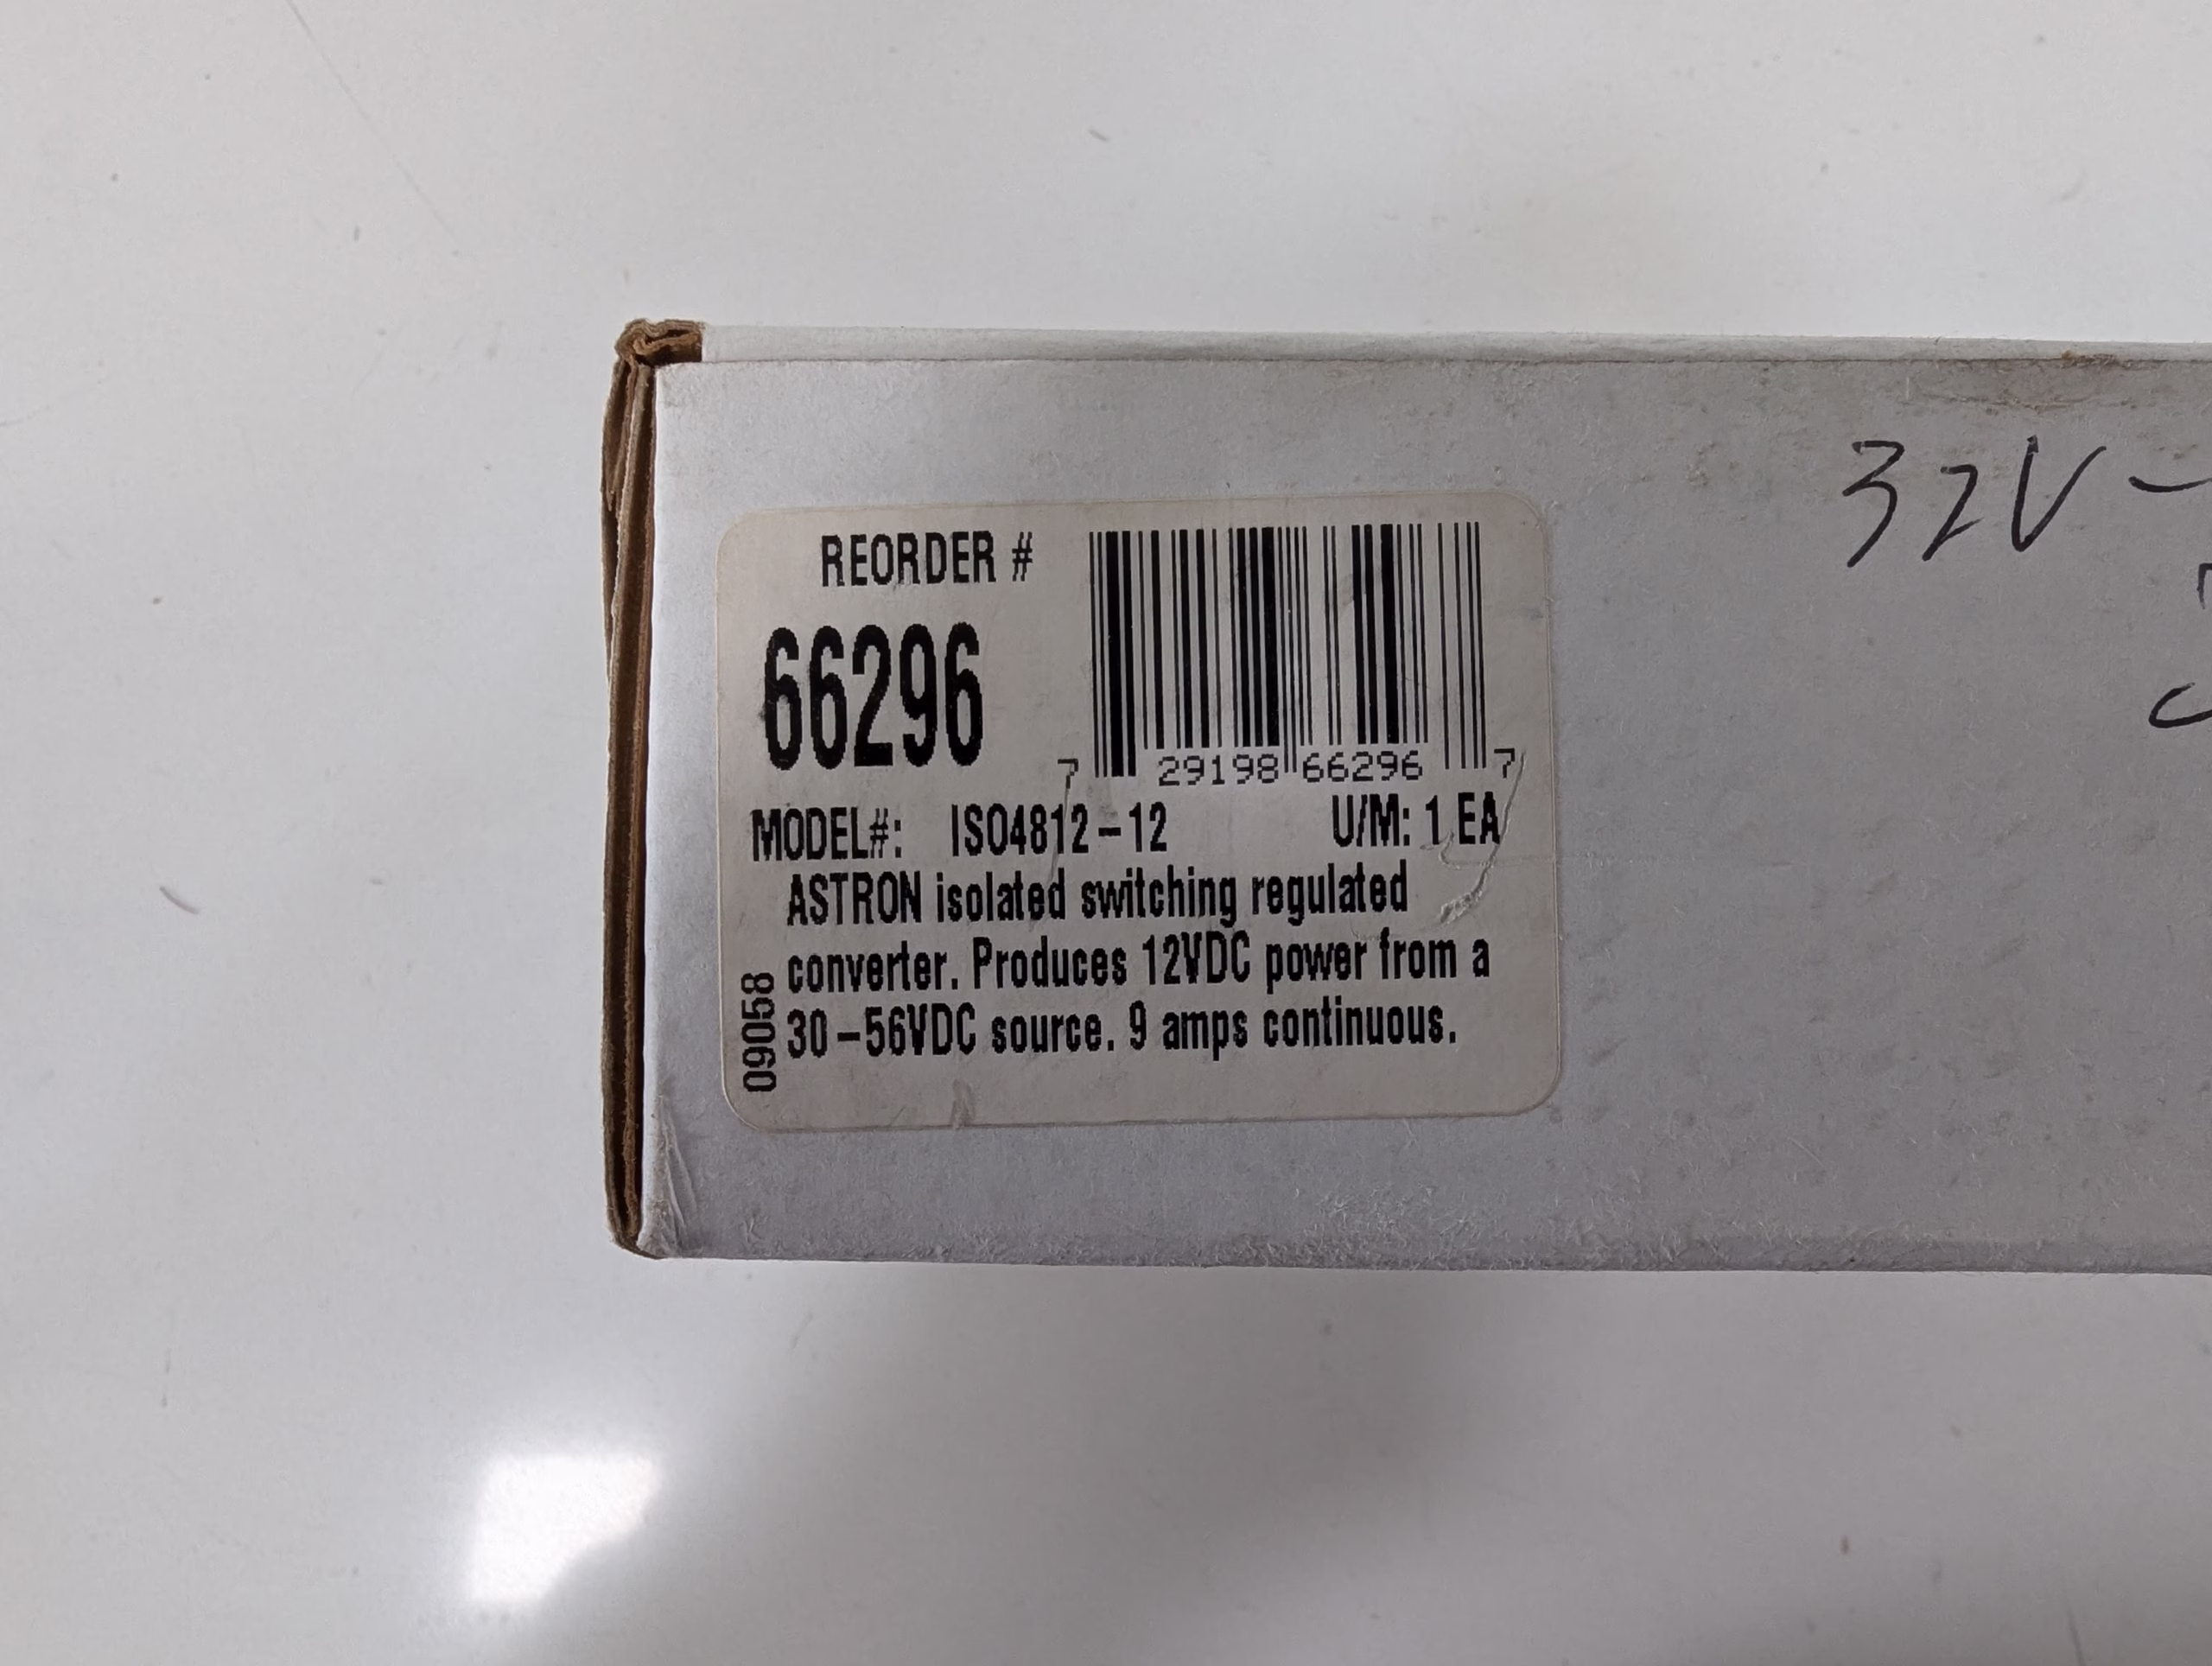 REORDER #
66296
7 29198 66296 7
MODEL#: ISO4812-12 U/M: 1 EA
ASTRON isolated switching regulated
converter. Produces 12VDC power from a
30-56VDC source. 9 amps continuous.
09058
32V-